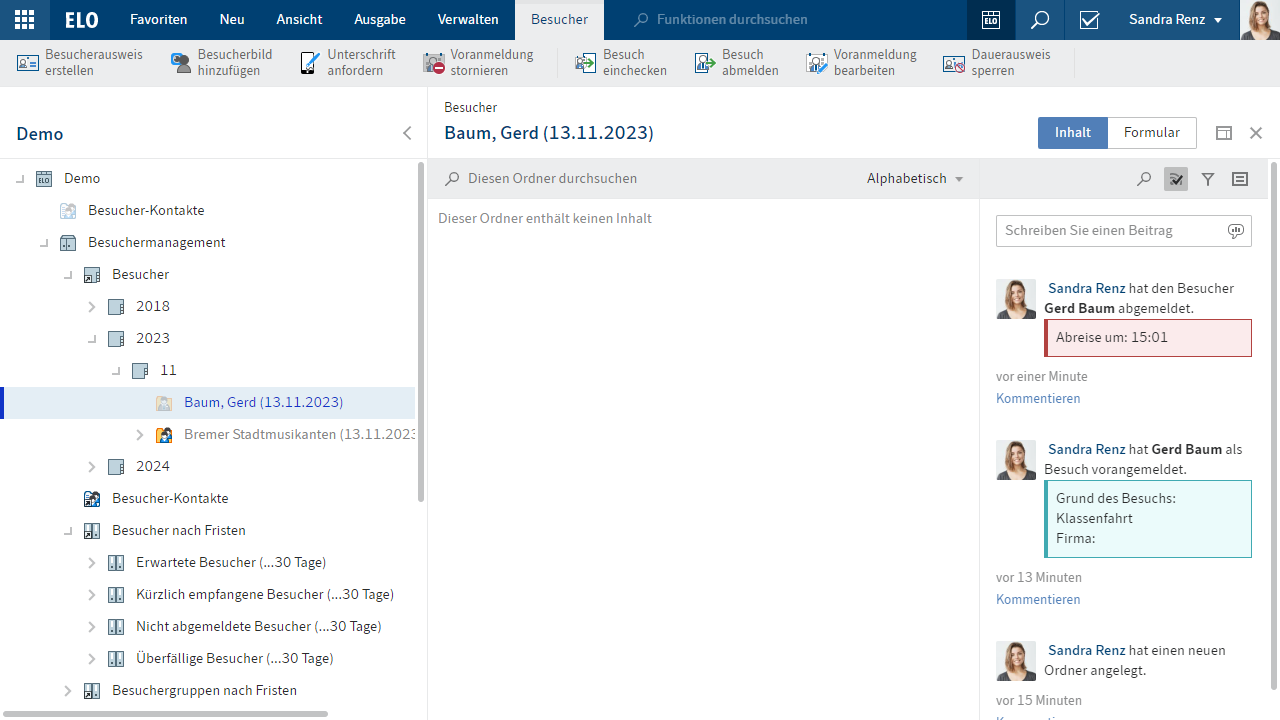 ELO Favoriten Neu Ansicht Ausgabe Verwalten Besucher Funktionen durchsuchen ELO Sandra Renz
Besucherausweis erstellen
Besucherbild hinzufügen
Unterschrift anfordern
Voranmeldung stornieren
Besuch einchecken
Besuch abmelden
Voranmeldung bearbeiten
Dauerausweis sperren
Demo
Demo
Besucher-Kontakte
Besuchermanagement
Besucher
2018
2023
11
Baum, Gerd (13.11.2023)
Bremer Stadtmusikanten (13.11.2023
2024
Besucher-Kontakte
Besucher nach Fristen
Erwartete Besucher (...30 Tage)
Kürzlich empfangene Besucher (...30 Tage)
Nicht abgemeldete Besucher (...30 Tage)
Überfällige Besucher (...30 Tage)
Besuchergruppen nach Fristen
Besucher
Baum, Gerd (13.11.2023)
Inhalt Formular
Diesen Ordner durchsuchen Alphabetisch
Dieser Ordner enthält keinen Inhalt
Schreiben Sie einen Beitrag
Sandra Renz hat den Besucher
Gerd Baum abgemeldet.
Abreise um: 15:01
vor einer Minute
Kommentieren
Sandra Renz hat Gerd Baum als
Besuch vorangemeldet.
Grund des Besuchs:
Klassenfahrt
Firma:
vor 13 Minuten
Kommentieren
Sandra Renz hat einen neuen
Ordner angelegt.
vor 15 Minuten